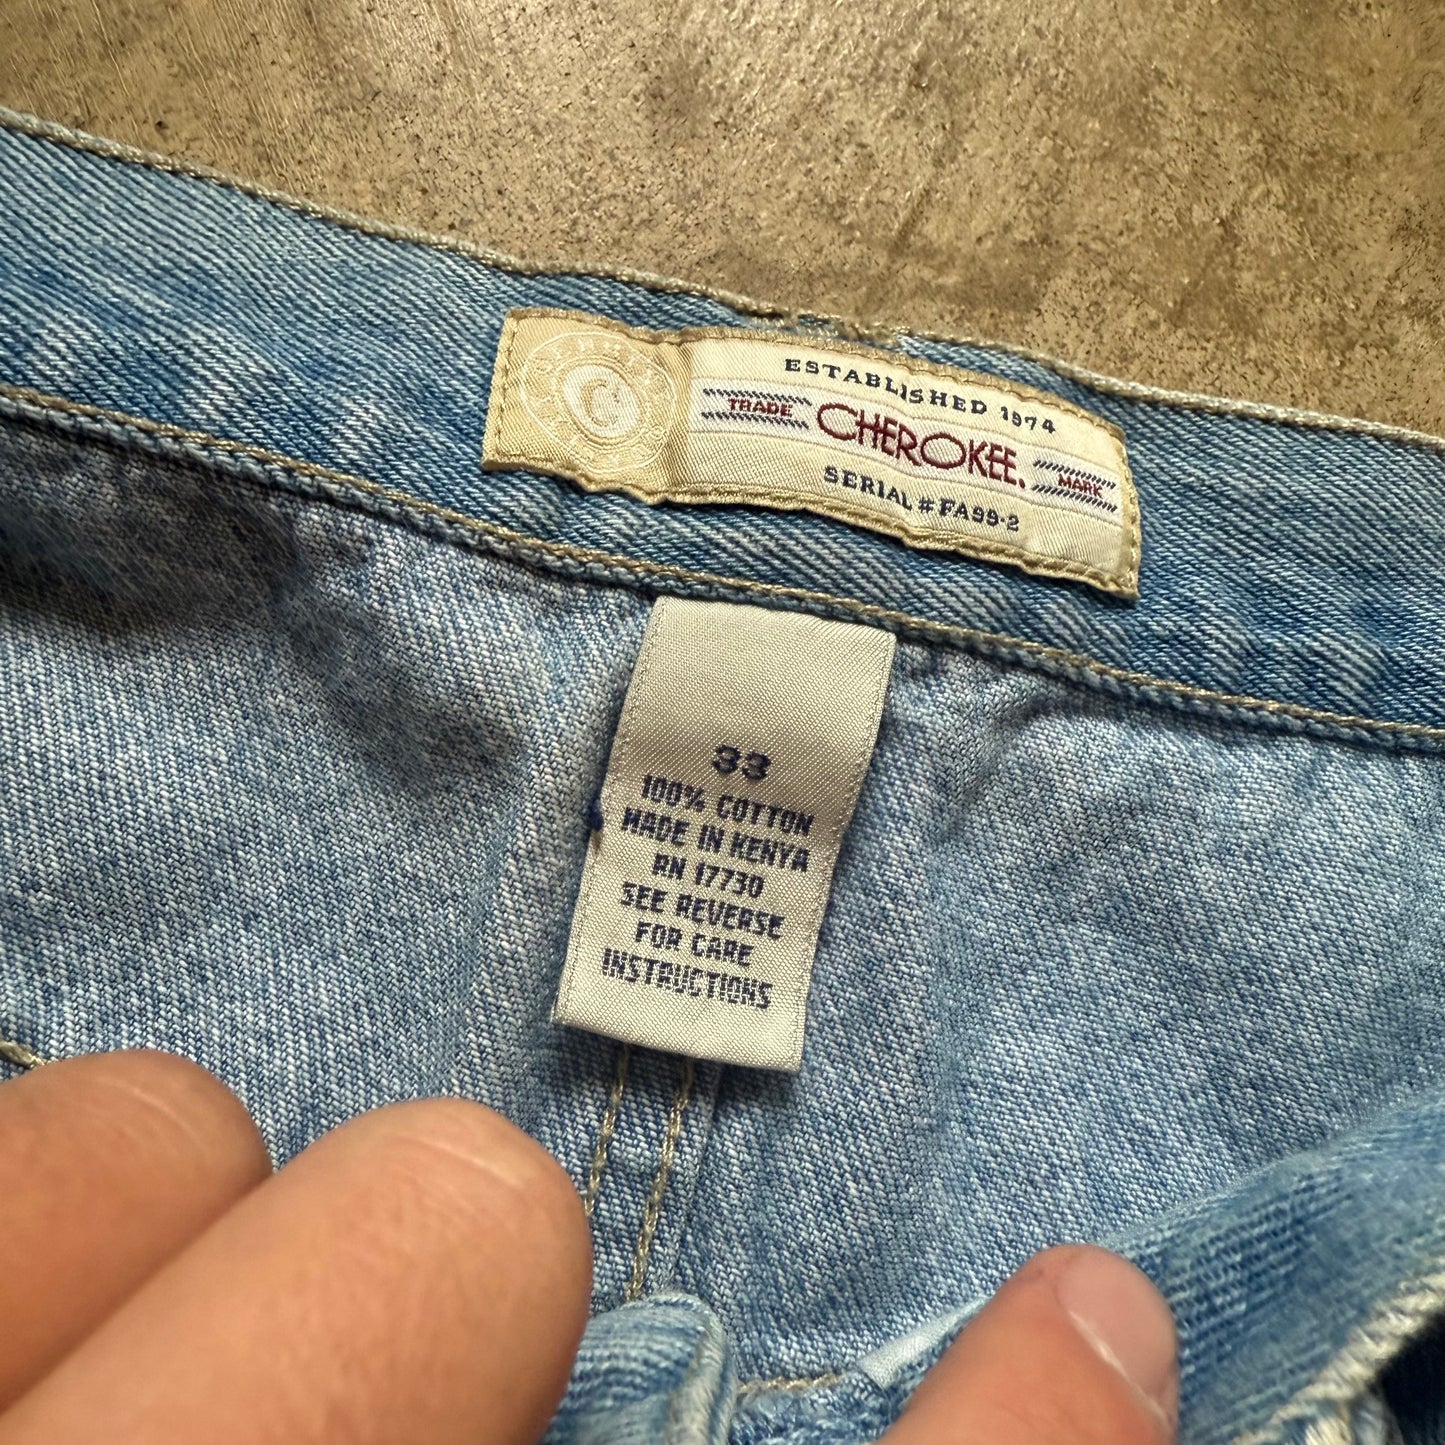 ESTABLISHED 1974
TRADE CHEROKEE. MARK
SERIAL # FA99-2
33
100% COTTON
MADE IN KENYA
RN 17730
SEE REVERSE
FOR CARE
INSTRUCTIONS